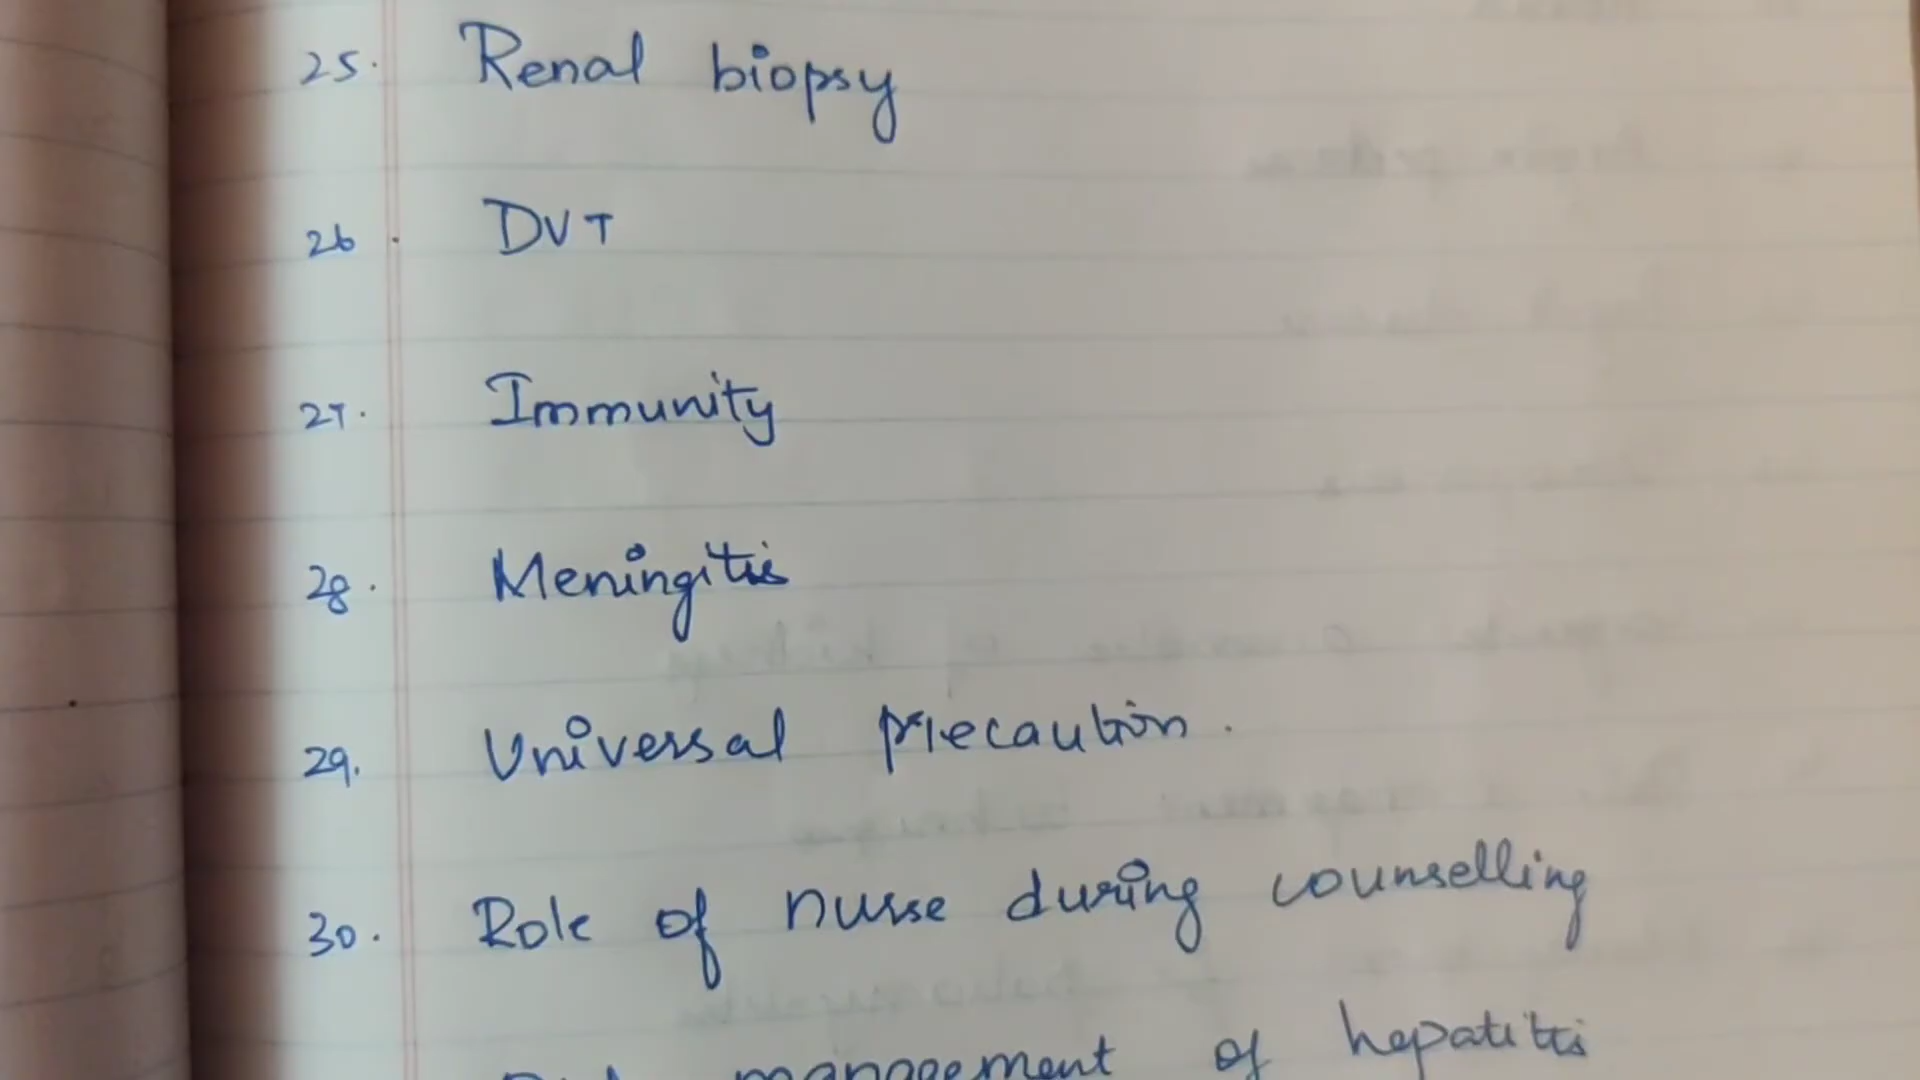 25. Renal biopsy
26. DVT
27. Immunity
28. Meningitis
29. Universal precaution.
30. Role of nurse during counselling
management of hepatitis